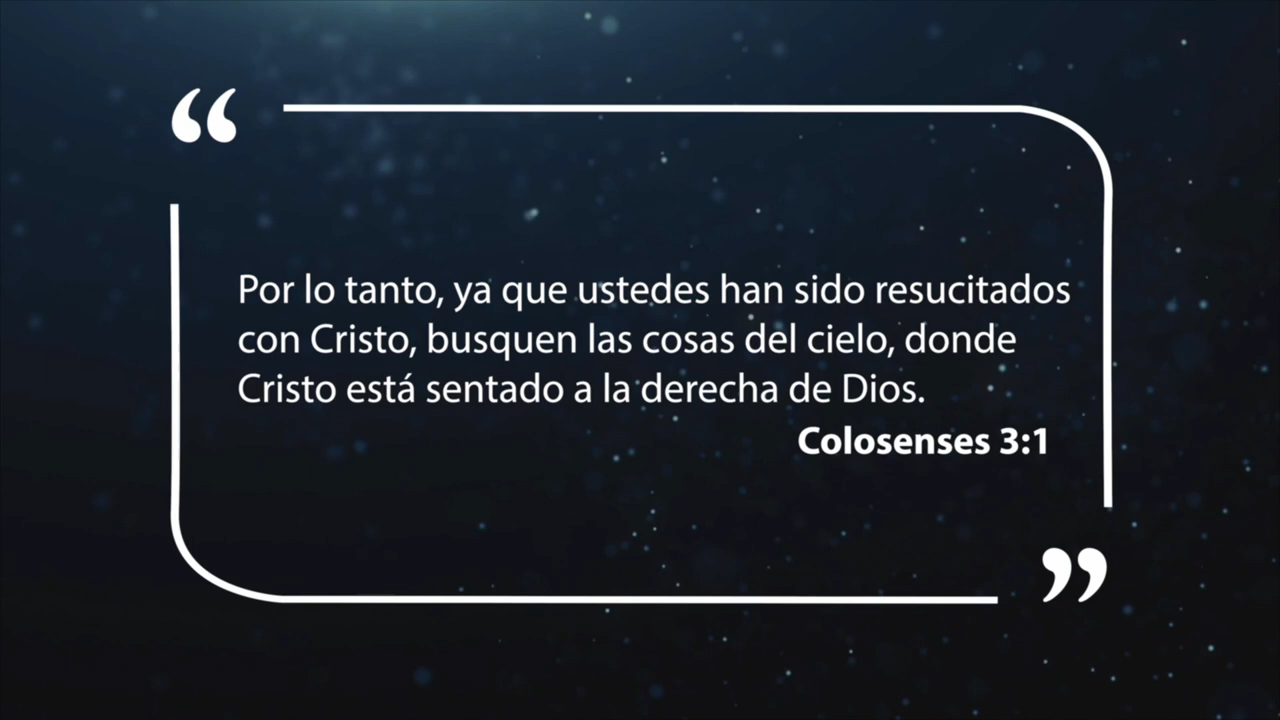 “
Por lo tanto, ya que ustedes han sido resucitados
con Cristo, busquen las cosas del cielo, donde
Cristo está sentado a la derecha de Dios.
Colosenses 3:1
”